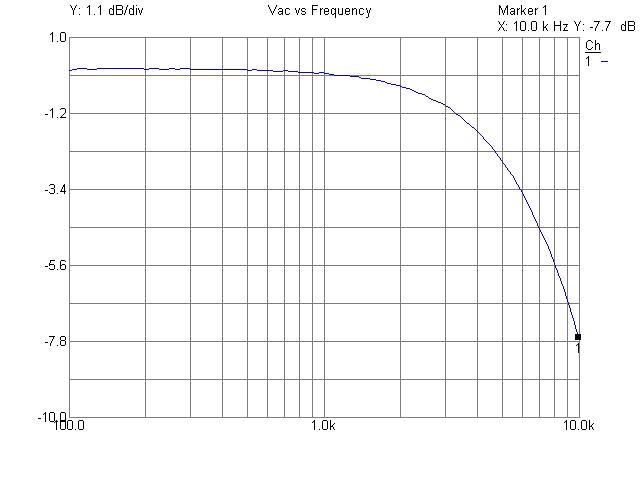 Y: 1.1 dB/div Vac vs Frequency Marker 1
X: 10.0 k Hz Y: -7.7 dB
1.0
Ch
1 –
-1.2
-3.4
-5.6
-7.8
1
-10.0
100.0 1.0k 10.0k